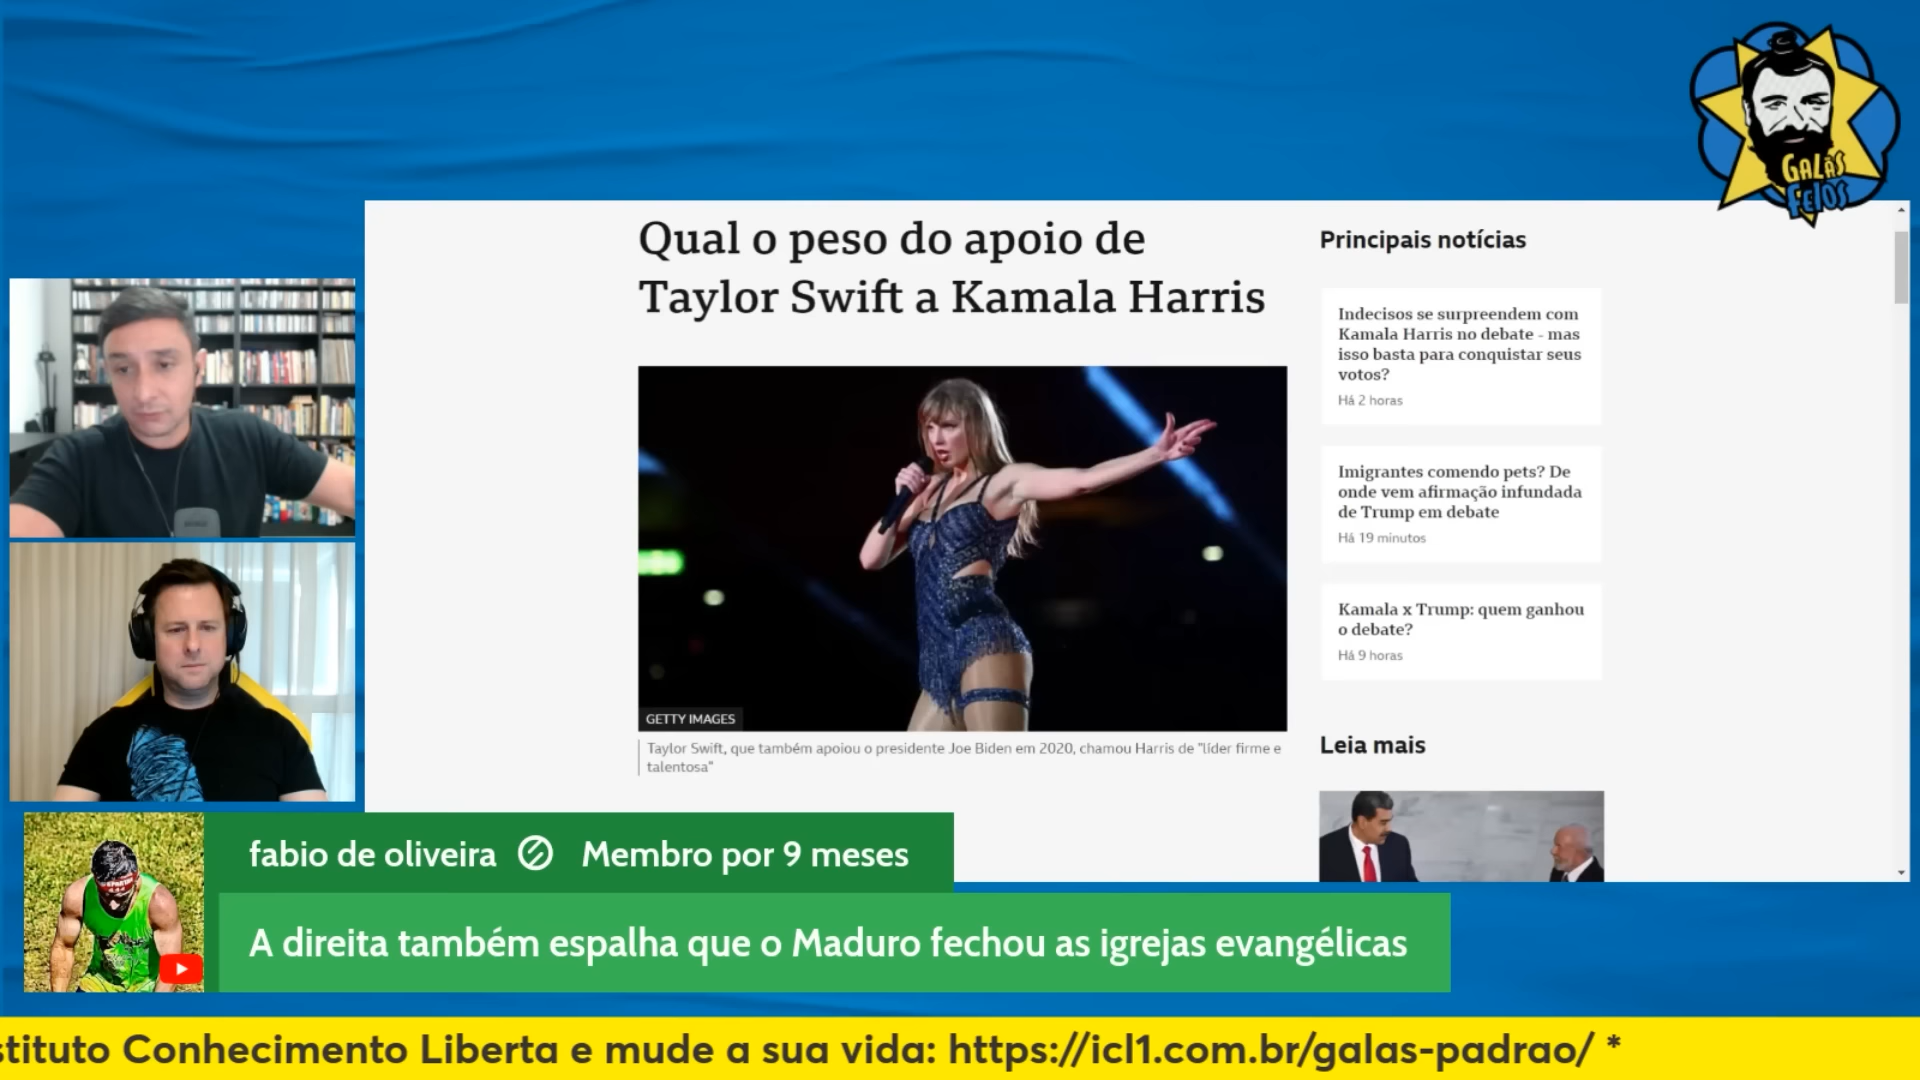 GALÃS
FEIOS
Qual o peso do apoio de
Taylor Swift a Kamala Harris
GETTY IMAGES
Taylor Swift, que também apoiou o presidente Joe Biden em 2020, chamou Harris de "líder firme e
talentosa"
Principais notícias
Indecisos se surpreendem com
Kamala Harris no debate - mas
isso basta para conquistar seus
votos?
Há 2 horas
Imigrantes comendo pets? De
onde vem afirmação infundada
de Trump em debate
Há 19 minutos
Kamala x Trump: quem ganhou
o debate?
Há 9 horas
Leia mais
fabio de oliveira Membro por 9 meses
A direita também espalha que o Maduro fechou as igrejas evangélicas
stituto Conhecimento Liberta e mude a sua vida: https://icl1.com.br/galas-padrao/ *